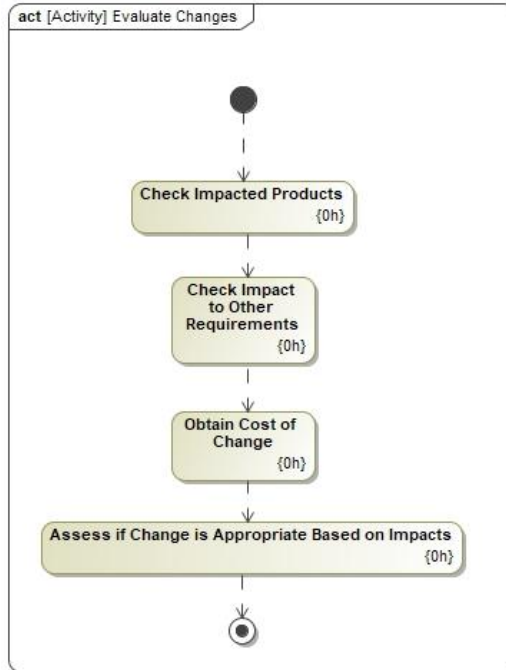 act [Activity] Evaluate Changes
Check Impacted Products
{0h}
Check Impact
to Other
Requirements
{0h}
Obtain Cost of
Change
{0h}
Assess if Change is Appropriate Based on Impacts
{0h}